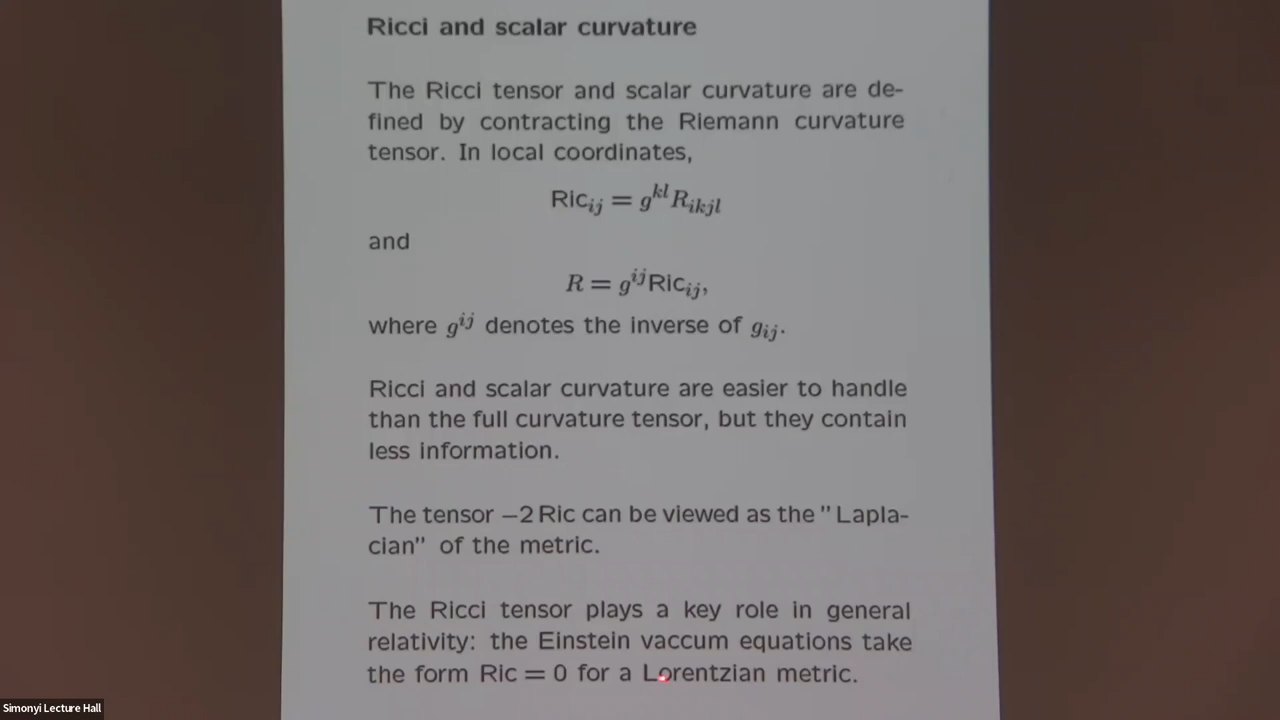 Ricci and scalar curvature
The Ricci tensor and scalar curvature are de-
fined by contracting the Riemann curvature
tensor. In local coordinates,
Ric_{ij} = g^{kl} R_{ikjl}
and
R = g^{ij} Ric_{ij},
where g^{ij} denotes the inverse of g_{ij}.
Ricci and scalar curvature are easier to handle
than the full curvature tensor, but they contain
less information.
The tensor −2 Ric can be viewed as the "Lapla-
cian" of the metric.
The Ricci tensor plays a key role in general
relativity: the Einstein vaccum equations take
the form Ric = 0 for a Lorentzian metric.
Simonyi Lecture Hall